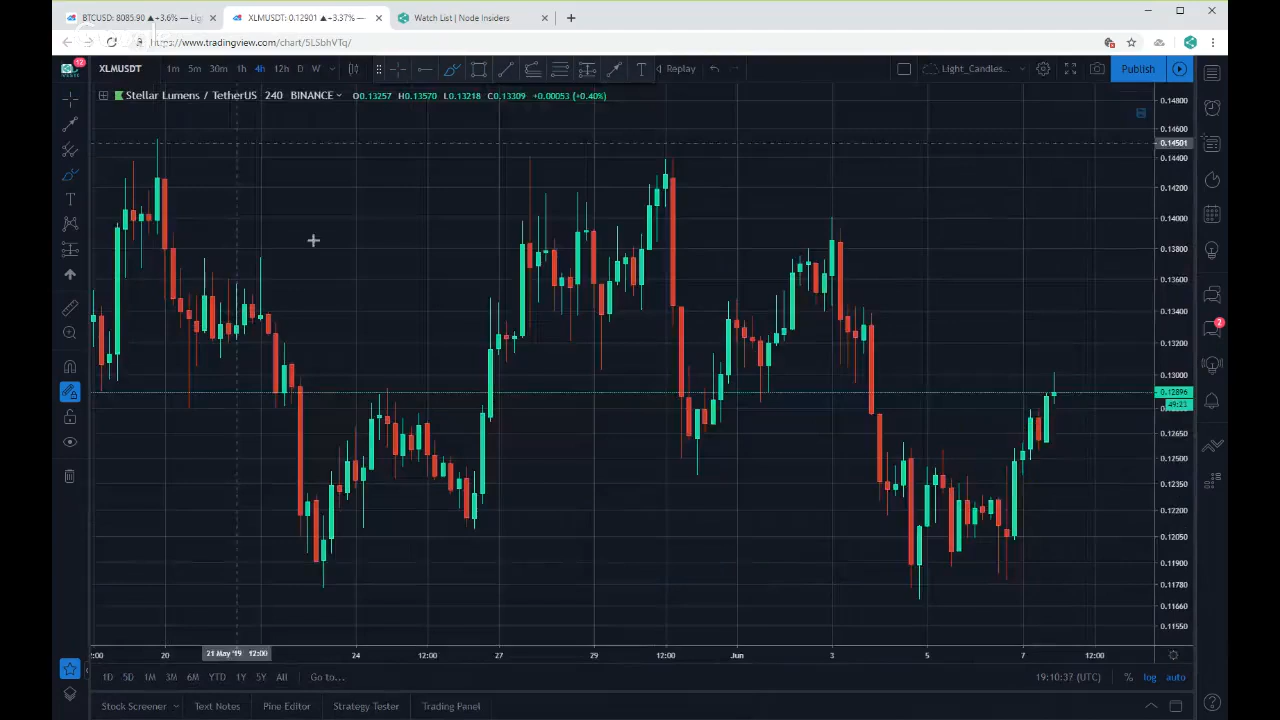 BTCUSD: 8085.90 ▲+3.6% — Lig
XLMUSDT: 0.12901 ▲+3.37% —
Watch List | Node Insiders
https://www.tradingview.com/chart/SLSbhVTq/
12
XLMUSDT 1m 5m 30m 1h 4h 12h D W
Replay
Light_Candles...
Publish
Stellar Lumens / TetherUS 240 BINANCE O0.13257 H0.13570 L0.13218 C0.13309 +0.00053 (+0.40%)
0.14800
0.14600
0.14501
0.14400
0.14200
0.14000
0.13800
0.13600
0.13400
0.13200
2
0.13000
0.12896
49:23
0.12650
0.12500
0.12350
0.12200
0.12050
0.11900
0.11780
0.11660
0.11550
20 21 May '19 12:00 24 12:00 27 29 12:00 Jun 3 5 7 12:00
1D 5D 1M 3M 6M YTD 1Y 5Y All Go to...
19:10:37 (UTC) % log auto
Stock Screener Text Notes Pine Editor Strategy Tester Trading Panel